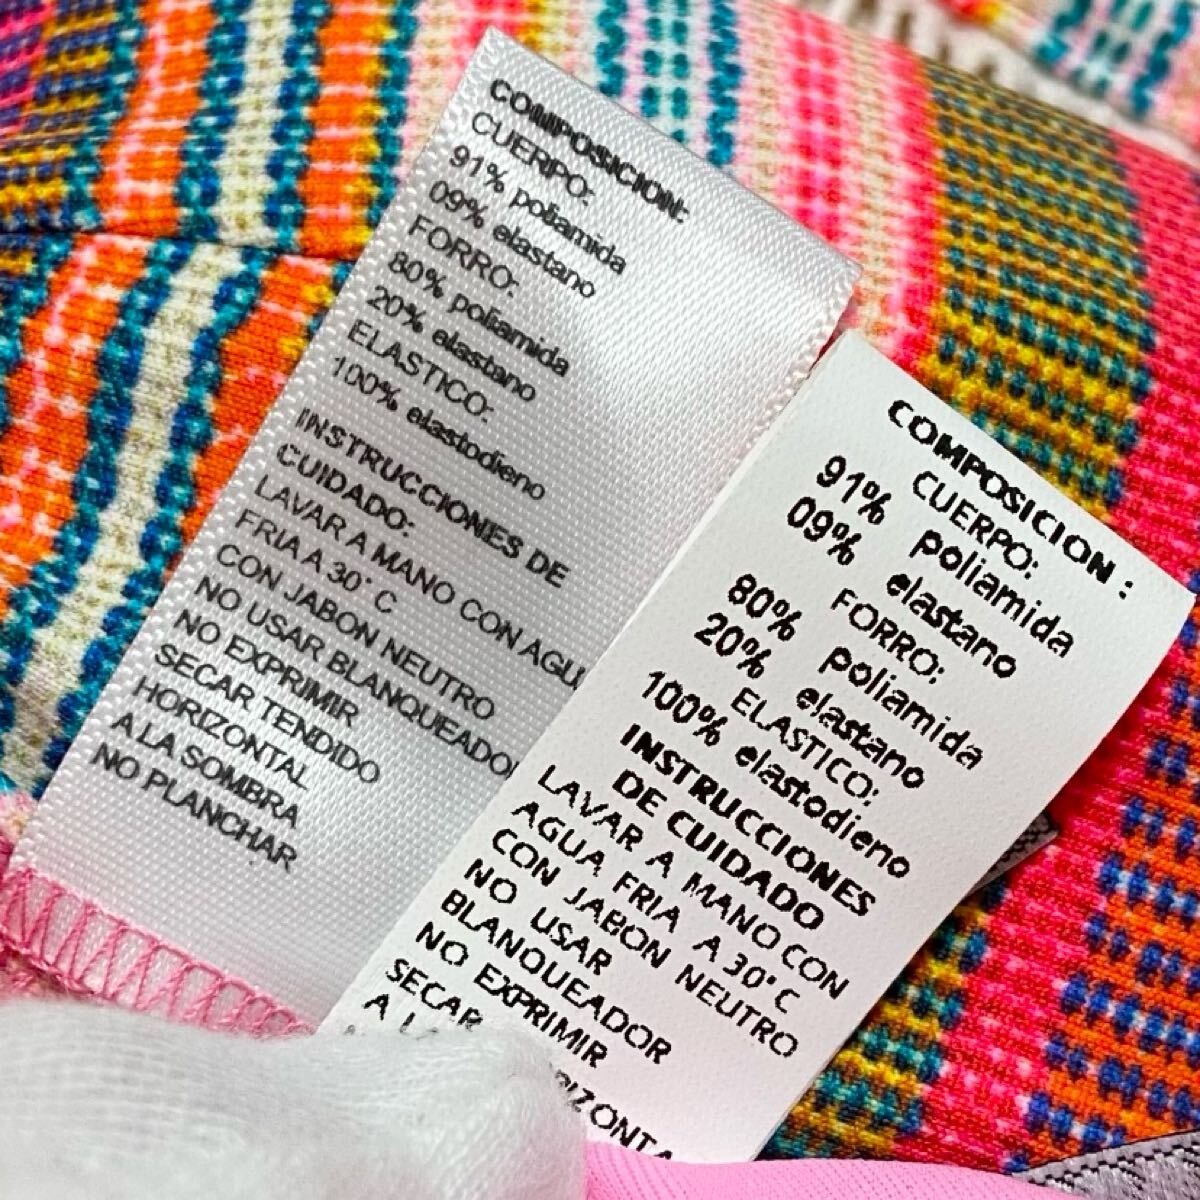 COMPOSICION:
CUERPO:
91% poliamida
09% elastano
FORRO:
80% poliamida
20% elastano
ELASTICO:
100% elastodieno
INSTRUCCIONES DE
CUIDADO:
LAVAR A MANO CON AGU
FRIA A 30° C
CON JABON NEUTRO
NO USAR BLANQUEADO
NO EXPRIMIR
SECAR TENDIDO
HORIZONTAL
A LA SOMBRA
NO PLANCHAR
COMPOSICION :
CUERPO:
91% poliamida
09% elastano
FORRO:
80% poliamida
20% elastano
ELASTICO:
100% elastodieno
INSTRUCCIONES
DE CUIDADO
LAVAR A MANO CON
AGUA FRIA A 30° C
CON JABON NEUTRO
NO USAR
BLANQUEADOR
NO EXPRIMIR
SECAR RIZONTA
A L